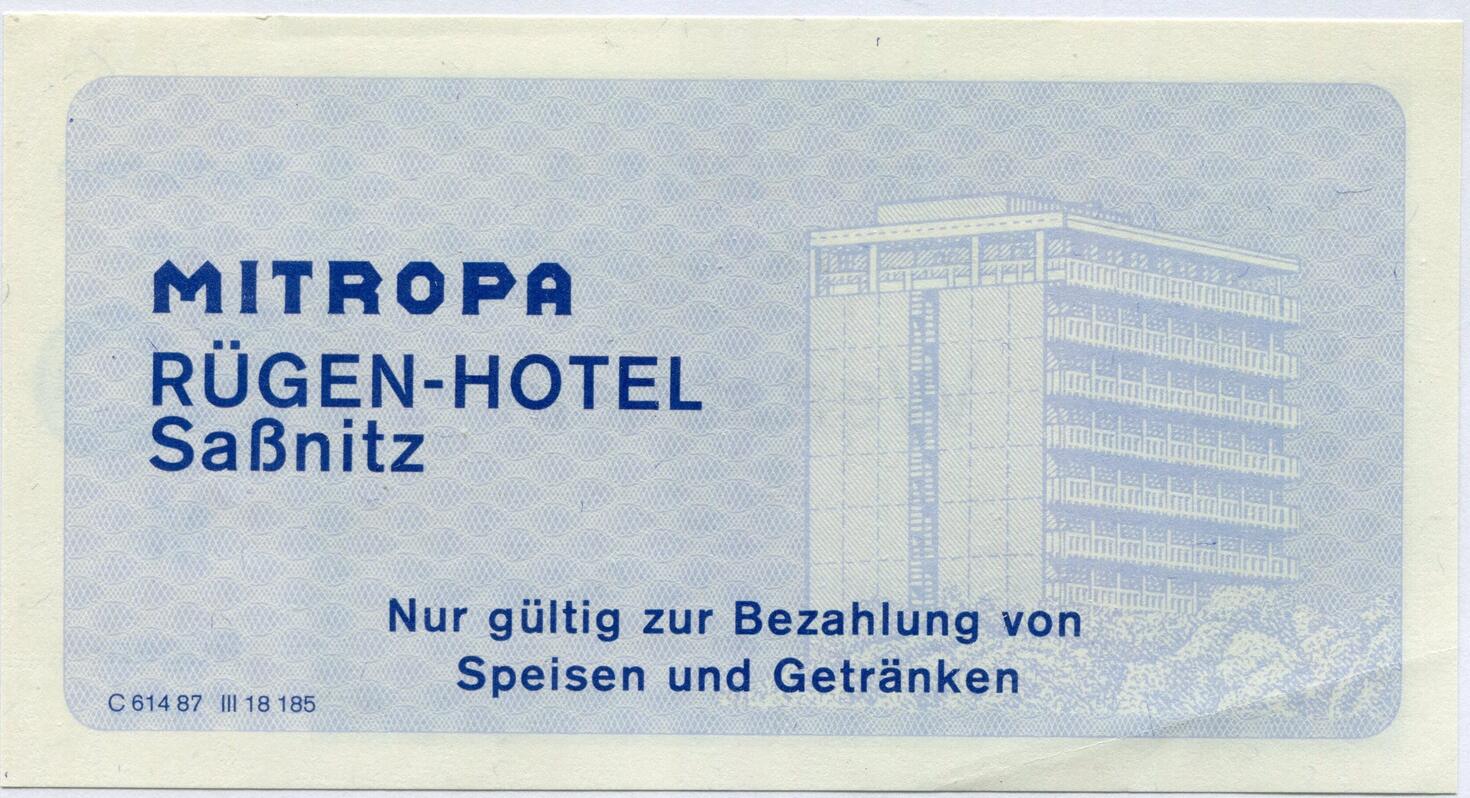 MITROPA
RÜGEN-HOTEL
Saßnitz
Nur gültig zur Bezahlung von
Speisen und Getränken
C 614 87 III 18 185